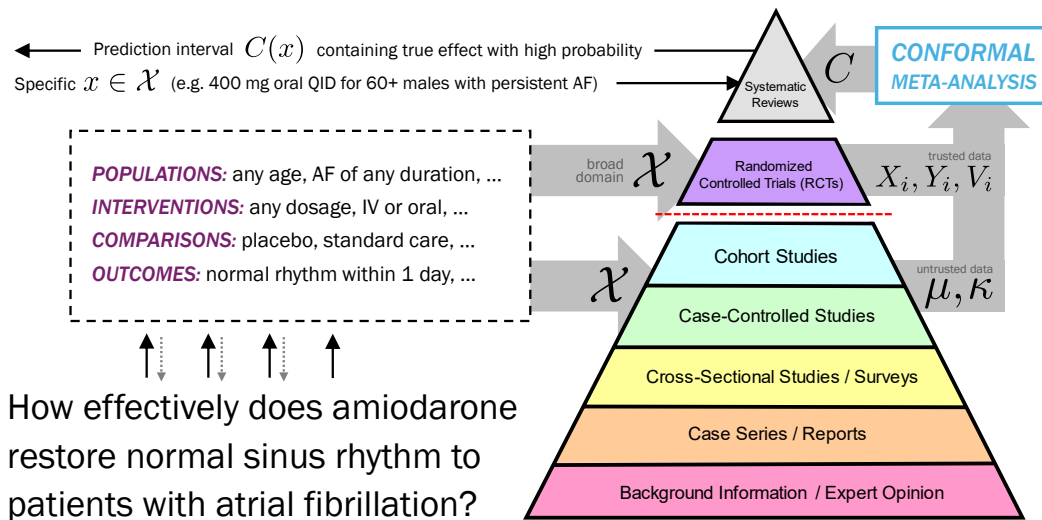 Prediction interval C(x) containing true effect with high probability
Specific x ∈ 𝒳 (e.g. 400 mg oral QID for 60+ males with persistent AF)
Systematic
Reviews
C
CONFORMAL
META-ANALYSIS
POPULATIONS: any age, AF of any duration, ...
INTERVENTIONS: any dosage, IV or oral, ...
COMPARISONS: placebo, standard care, ...
OUTCOMES: normal rhythm within 1 day, ...
broad
domain
𝒳
Randomized
Controlled Trials (RCTs)
trusted data
X_i, Y_i, V_i
𝒳
Cohort Studies
untrusted data
μ, κ
Case-Controlled Studies
Cross-Sectional Studies / Surveys
Case Series / Reports
Background Information / Expert Opinion
How effectively does amiodarone
restore normal sinus rhythm to
patients with atrial fibrillation?